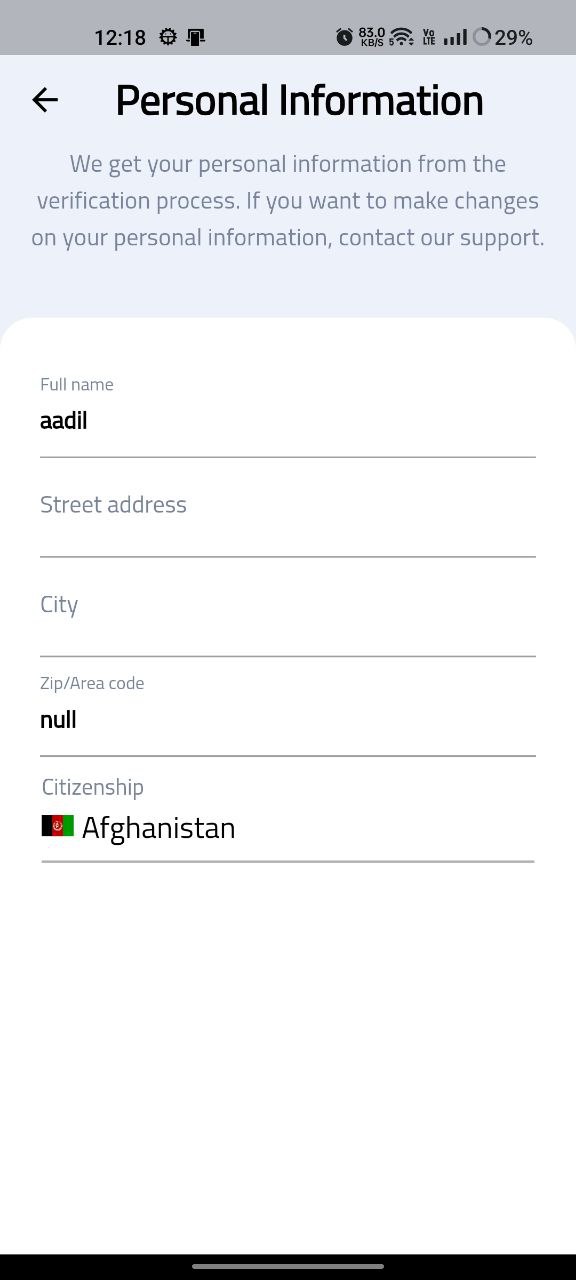 12:18 83.0 KB/S 5 Vo LTE 29%
Personal Information
We get your personal information from the
verification process. If you want to make changes
on your personal information, contact our support.
Full name
aadil
Street address
City
Zip/Area code
null
Citizenship
Afghanistan